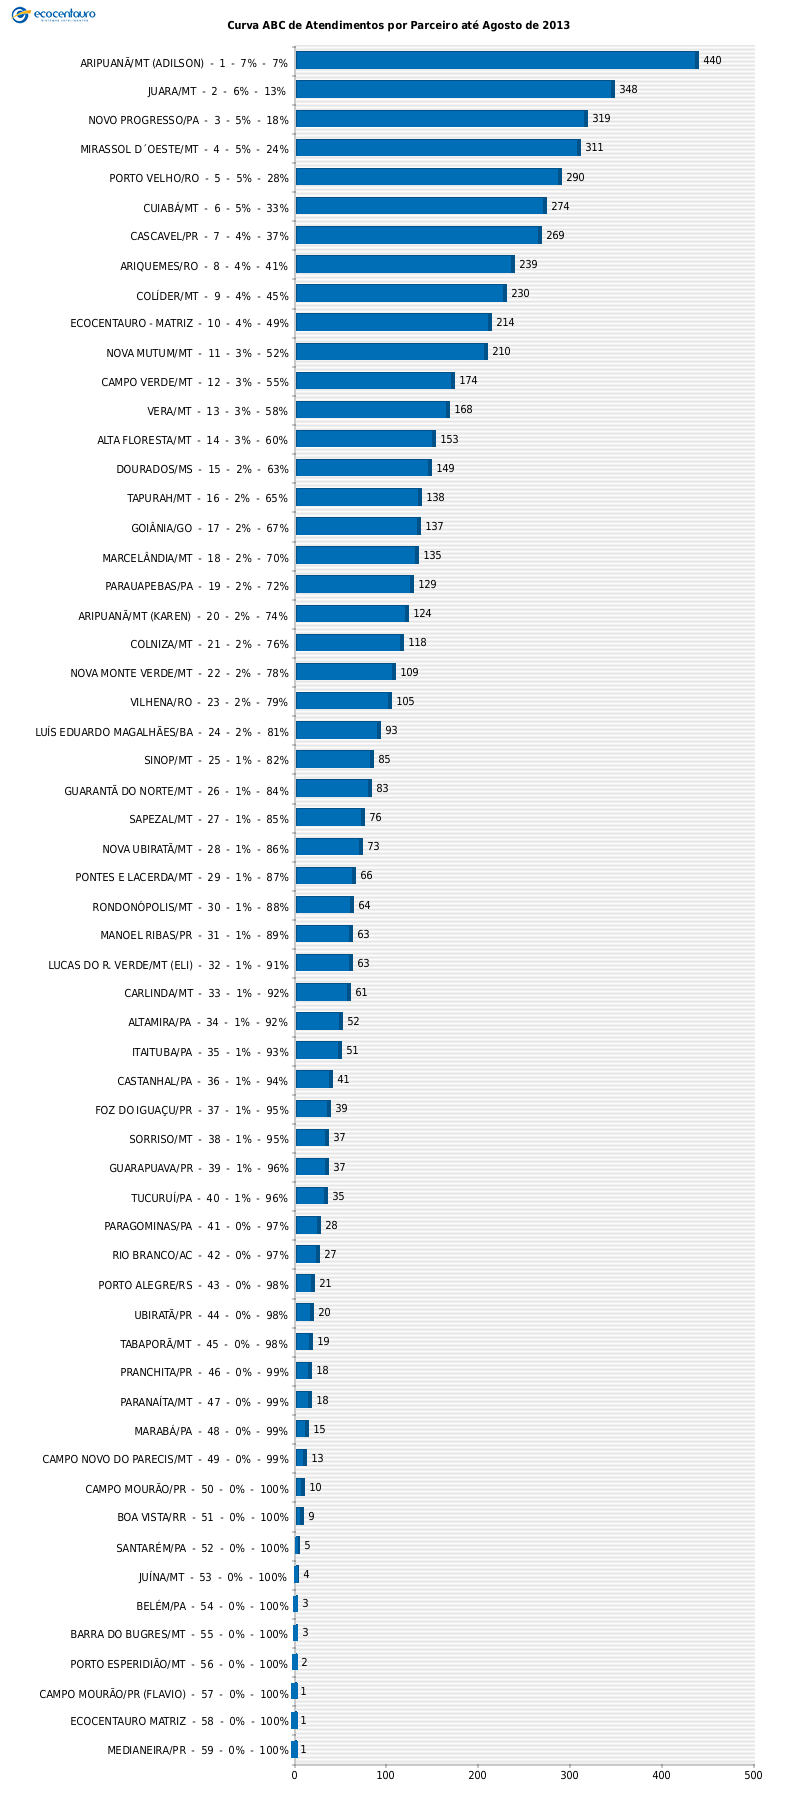 ecocentauro
Curva ABC de Atendimentos por Parceiro até Agosto de 2013
ARIPUANÃ/MT (ADILSON) - 1 - 7% - 7% 440
JUARA/MT - 2 - 6% - 13% 348
NOVO PROGRESSO/PA - 3 - 5% - 18% 319
MIRASSOL D´OESTE/MT - 4 - 5% - 24% 311
PORTO VELHO/RO - 5 - 5% - 28% 290
CUIABÁ/MT - 6 - 5% - 33% 274
CASCAVEL/PR - 7 - 4% - 37% 269
ARIQUEMES/RO - 8 - 4% - 41% 239
COLÍDER/MT - 9 - 4% - 45% 230
ECOCENTAURO - MATRIZ - 10 - 4% - 49% 214
NOVA MUTUM/MT - 11 - 3% - 52% 210
CAMPO VERDE/MT - 12 - 3% - 55% 174
VERA/MT - 13 - 3% - 58% 168
ALTA FLORESTA/MT - 14 - 3% - 60% 153
DOURADOS/MS - 15 - 2% - 63% 149
TAPURAH/MT - 16 - 2% - 65% 138
GOIÂNIA/GO - 17 - 2% - 67% 137
MARCELÂNDIA/MT - 18 - 2% - 70% 135
PARAUAPEBAS/PA - 19 - 2% - 72% 129
ARIPUANÃ/MT (KAREN) - 20 - 2% - 74% 124
COLNIZA/MT - 21 - 2% - 76% 118
NOVA MONTE VERDE/MT - 22 - 2% - 78% 109
VILHENA/RO - 23 - 2% - 79% 105
LUÍS EDUARDO MAGALHÃES/BA - 24 - 2% - 81% 93
SINOP/MT - 25 - 1% - 82% 85
GUARANTÃ DO NORTE/MT - 26 - 1% - 84% 83
SAPEZAL/MT - 27 - 1% - 85% 76
NOVA UBIRATÃ/MT - 28 - 1% - 86% 73
PONTES E LACERDA/MT - 29 - 1% - 87% 66
RONDONÓPOLIS/MT - 30 - 1% - 88% 64
MANOEL RIBAS/PR - 31 - 1% - 89% 63
LUCAS DO R. VERDE/MT (ELI) - 32 - 1% - 91% 63
CARLINDA/MT - 33 - 1% - 92% 61
ALTAMIRA/PA - 34 - 1% - 92% 52
ITAITUBA/PA - 35 - 1% - 93% 51
CASTANHAL/PA - 36 - 1% - 94% 41
FOZ DO IGUAÇU/PR - 37 - 1% - 95% 39
SORRISO/MT - 38 - 1% - 95% 37
GUARAPUAVA/PR - 39 - 1% - 96% 37
TUCURUÍ/PA - 40 - 1% - 96% 35
PARAGOMINAS/PA - 41 - 0% - 97% 28
RIO BRANCO/AC - 42 - 0% - 97% 27
PORTO ALEGRE/RS - 43 - 0% - 98% 21
UBIRATÃ/PR - 44 - 0% - 98% 20
TABAPORÃ/MT - 45 - 0% - 98% 19
PRANCHITA/PR - 46 - 0% - 99% 18
PARANAÍTA/MT - 47 - 0% - 99% 18
MARABÁ/PA - 48 - 0% - 99% 15
CAMPO NOVO DO PARECIS/MT - 49 - 0% - 99% 13
CAMPO MOURÃO/PR - 50 - 0% - 100% 10
BOA VISTA/RR - 51 - 0% - 100% 9
SANTARÉM/PA - 52 - 0% - 100% 5
JUÍNA/MT - 53 - 0% - 100% 4
BELÉM/PA - 54 - 0% - 100% 3
BARRA DO BUGRES/MT - 55 - 0% - 100% 3
PORTO ESPERIDIÃO/MT - 56 - 0% - 100% 2
CAMPO MOURÃO/PR (FLAVIO) - 57 - 0% - 100% 1
ECOCENTAURO MATRIZ - 58 - 0% - 100% 1
MEDIANEIRA/PR - 59 - 0% - 100% 1
0 100 200 300 400 500